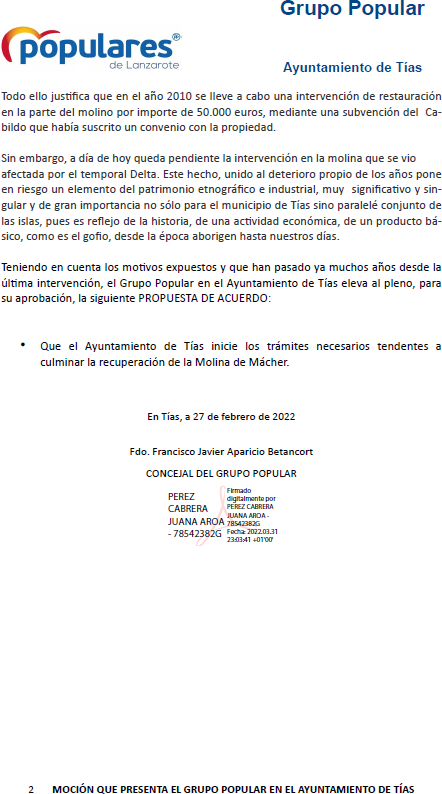 Grupo Popular
populares®
de Lanzarote
Ayuntamiento de Tías
Todo ello justifica que en el año 2010 se lleve a cabo una intervención de restauración
en la parte del molino por importe de 50.000 euros, mediante una subvención del Ca-
bildo que había suscrito un convenio con la propiedad.
Sin embargo, a día de hoy queda pendiente la intervención en la molina que se vio
afectada por el temporal Delta. Este hecho, unido al deterioro propio de los años pone
en riesgo un elemento del patrimonio etnográfico e industrial, muy significativo y sin-
gular y de gran importancia no sólo para el municipio de Tías sino paralelé conjunto de
las islas, pues es reflejo de la historia, de una actividad económica, de un producto bá-
sico, como es el gofio, desde la época aborigen hasta nuestros días.
Teniendo en cuenta los motivos expuestos y que han pasado ya muchos años desde la
última intervención, el Grupo Popular en el Ayuntamiento de Tías eleva al pleno, para
su aprobación, la siguiente PROPUESTA DE ACUERDO:
• Que el Ayuntamiento de Tías inicie los trámites necesarios tendentes a
culminar la recuperación de la Molina de Mácher.
En Tías, a 27 de febrero de 2022
Fdo. Francisco Javier Aparicio Betancort
CONCEJAL DEL GRUPO POPULAR
PEREZ
CABRERA
JUANA AROA
- 78542382G
Firmado
digitalmente por
PEREZ CABRERA
JUANA AROA -
78542382G
Fecha: 2022.03.31
23:03:41 +01'00'
2 MOCIÓN QUE PRESENTA EL GRUPO POPULAR EN EL AYUNTAMIENTO DE TÍAS